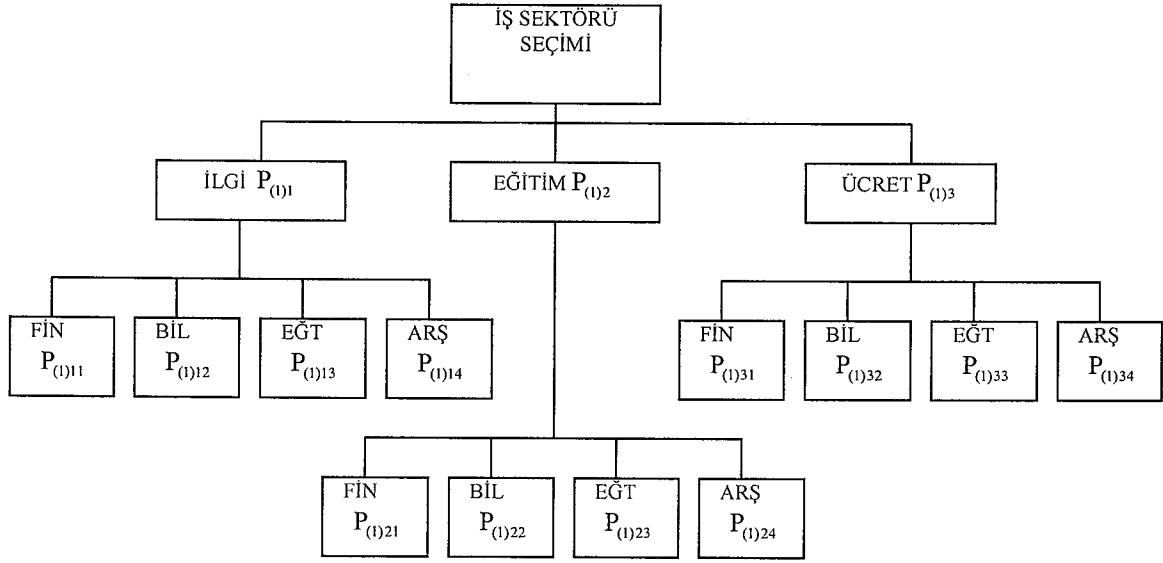 İŞ SEKTÖRÜ
SEÇİMİ
İLGİ P(1)1
EĞİTİM P(1)2
ÜCRET P(1)3
FİN
P(1)11
BİL
P(1)12
EĞT
P(1)13
ARŞ
P(1)14
FİN
P(1)31
BİL
P(1)32
EĞT
P(1)33
ARŞ
P(1)34
FİN
P(1)21
BİL
P(1)22
EĞT
P(1)23
ARŞ
P(1)24